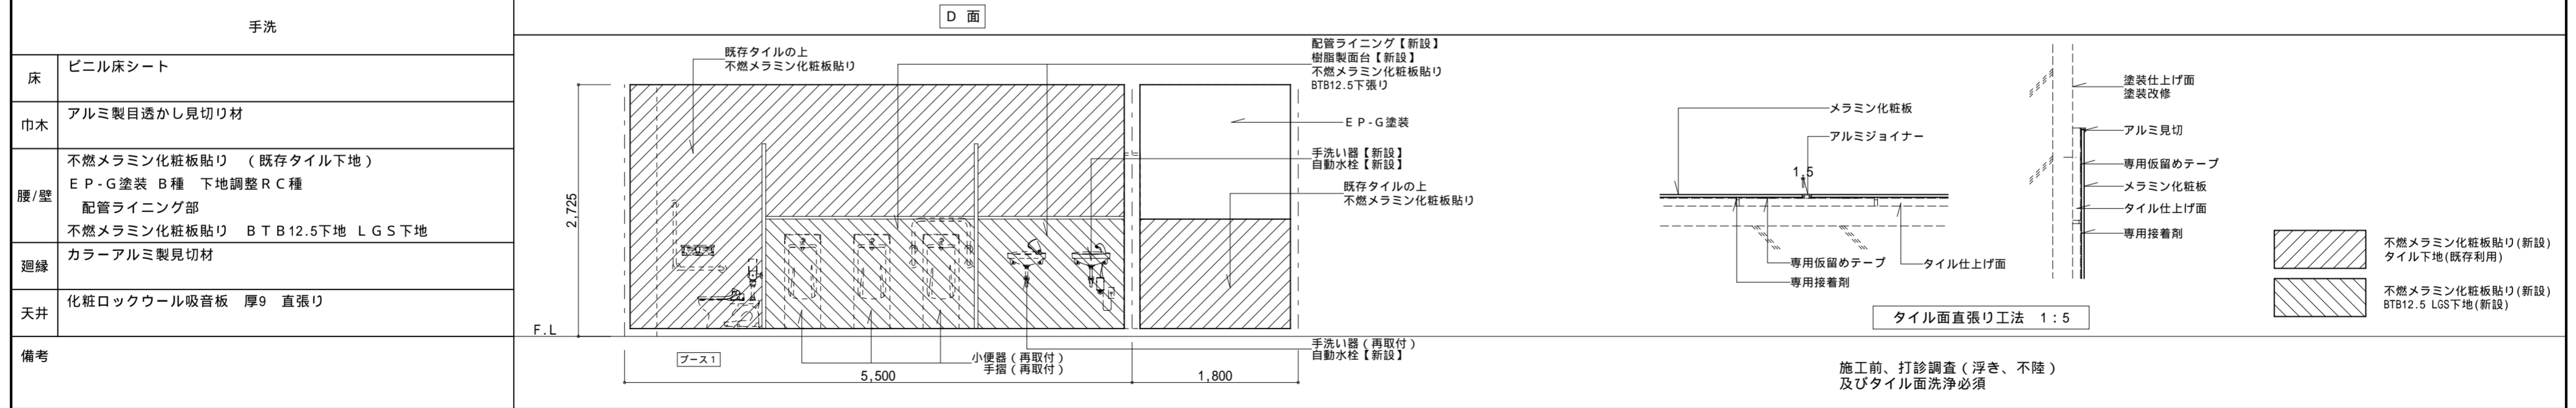 手洗
床
ビニル床シート
巾木
アルミ製目透かし見切り材
腰/壁
不燃メラミン化粧板貼り （既存タイル下地）
ＥＰ-Ｇ塗装 Ｂ種 下地調整ＲＣ種
配管ライニング部
不燃メラミン化粧板貼り ＢＴＢ12.5下地 ＬＧＳ下地
廻縁
カラーアルミ製見切材
天井
化粧ロックウール吸音板 厚9 直張り
備考
Ｄ 面
既存タイルの上
不燃メラミン化粧板貼り
配管ライニング【新設】
樹脂製面台【新設】
不燃メラミン化粧板貼り
BTB12.5下張り
ＥＰ-Ｇ塗装
手洗い器【新設】
自動水栓【新設】
既存タイルの上
不燃メラミン化粧板貼り
2,725
F.L
ブース1
小便器（再取付）
手摺（再取付）
手洗い器（再取付）
自動水栓【新設】
5,500
1,800
メラミン化粧板
アルミジョイナー
1.5
専用仮留めテープ
タイル仕上げ面
専用接着剤
塗装仕上げ面
塗装改修
アルミ見切
専用仮留めテープ
メラミン化粧板
タイル仕上げ面
専用接着剤
タイル面直張り工法 1：5
不燃メラミン化粧板貼り(新設)
タイル下地(既存利用)
不燃メラミン化粧板貼り(新設)
BTB12.5 LGS下地(新設)
施工前、打診調査（浮き、不陸）
及びタイル面洗浄必須